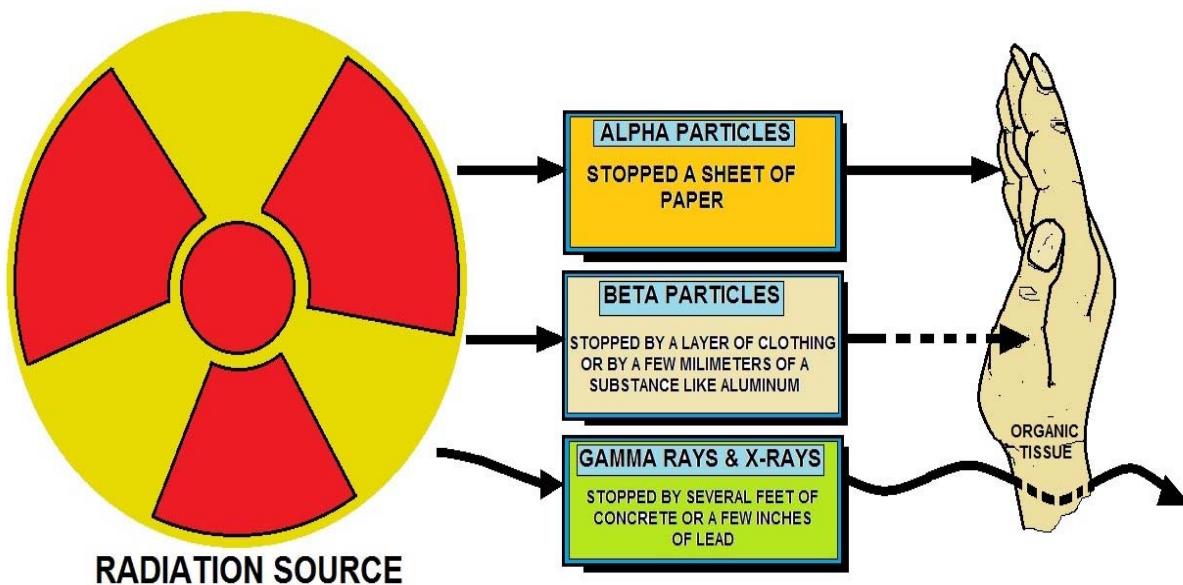 ALPHA PARTICLES
STOPPED A SHEET OF
PAPER
BETA PARTICLES
STOPPED BY A LAYER OF CLOTHING
OR BY A FEW MILIMETERS OF A
SUBSTANCE LIKE ALUMINUM
GAMMA RAYS & X-RAYS
STOPPED BY SEVERAL FEET OF
CONCRETE OR A FEW INCHES
OF LEAD
ORGANIC
TISSUE
RADIATION SOURCE